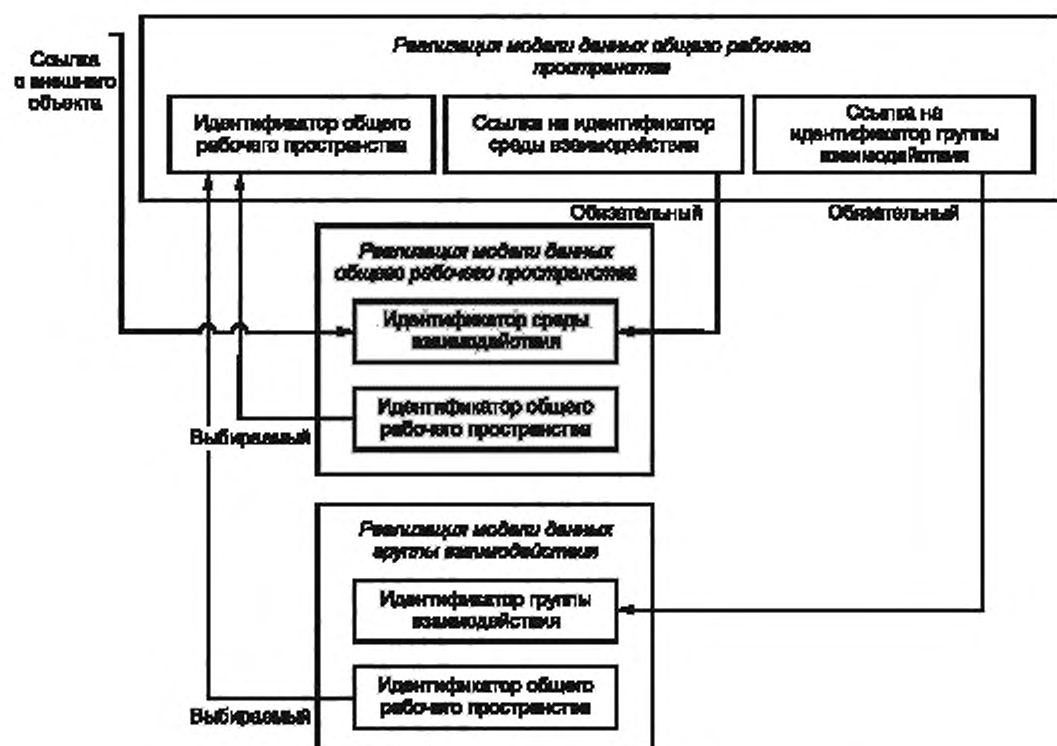 Ссылка
с внешнего
объекта
Реализация модели данных общего рабочего
пространства
Идентификатор общего
рабочего пространства
Ссылка на идентификатор
среды взаимодействия
Ссылка на
идентификатор группы
взаимодействия
Обязательный
Обязательный
Реализация модели данных
общего рабочего пространства
Идентификатор среды
взаимодействия
Идентификатор общего
рабочего пространства
Выбираемый
Реализация модели данных
группы взаимодействия
Идентификатор группы
взаимодействия
Идентификатор общего
рабочего пространства
Выбираемый